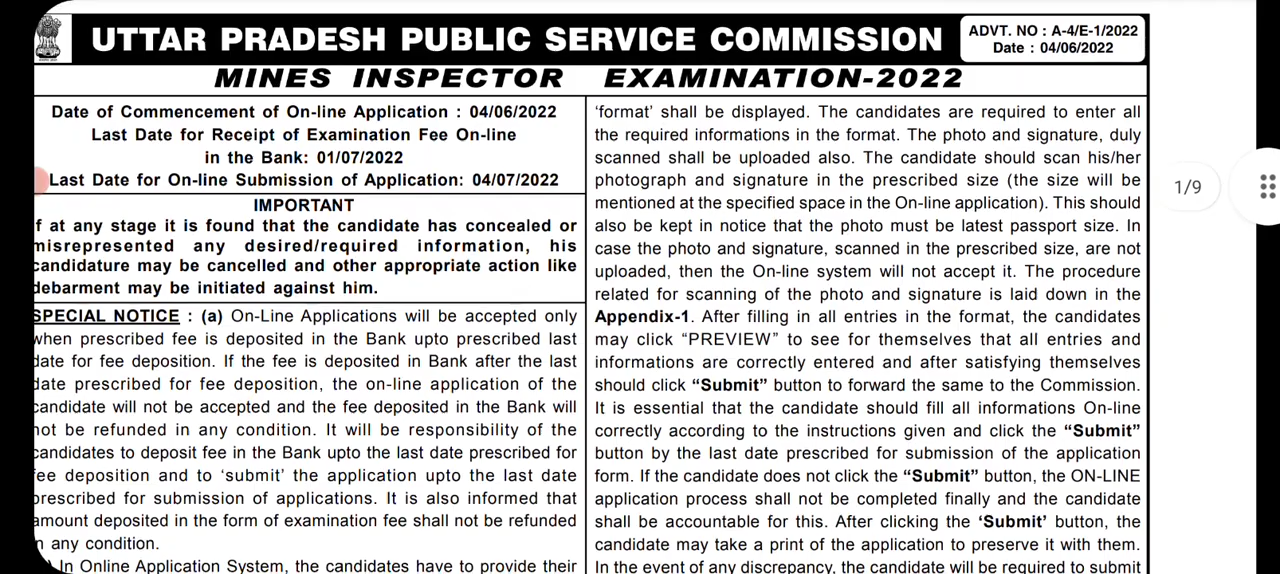 UTTAR PRADESH PUBLIC SERVICE COMMISSION
ADVT. NO : A-4/E-1/2022
Date : 04/06/2022
MINES INSPECTOR EXAMINATION-2022
Date of Commencement of On-line Application : 04/06/2022
Last Date for Receipt of Examination Fee On-line
in the Bank: 01/07/2022
Last Date for On-line Submission of Application: 04/07/2022
IMPORTANT
f at any stage it is found that the candidate has concealed or
misrepresented any desired/required information, his
candidature may be cancelled and other appropriate action like
debarment may be initiated against him.
SPECIAL NOTICE : (a) On-Line Applications will be accepted only
when prescribed fee is deposited in the Bank upto prescribed last
date for fee deposition. If the fee is deposited in Bank after the last
date prescribed for fee deposition, the on-line application of the
candidate will not be accepted and the fee deposited in the Bank will
not be refunded in any condition. It will be responsibility of the
candidates to deposit fee in the Bank upto the last date prescribed for
fee deposition and to ‘submit’ the application upto the last date
prescribed for submission of applications. It is also informed that
amount deposited in the form of examination fee shall not be refunded
n any condition.
) In Online Application System, the candidates have to provide their
‘format’ shall be displayed. The candidates are required to enter all
the required informations in the format. The photo and signature, duly
scanned shall be uploaded also. The candidate should scan his/her
photograph and signature in the prescribed size (the size will be
mentioned at the specified space in the On-line application). This should
also be kept in notice that the photo must be latest passport size. In
case the photo and signature, scanned in the prescribed size, are not
uploaded, then the On-line system will not accept it. The procedure
related for scanning of the photo and signature is laid down in the
Appendix-1. After filling in all entries in the format, the candidates
may click “PREVIEW” to see for themselves that all entries and
informations are correctly entered and after satisfying themselves
should click “Submit” button to forward the same to the Commission.
It is essential that the candidate should fill all informations On-line
correctly according to the instructions given and click the “Submit”
button by the last date prescribed for submission of the application
form. If the candidate does not click the “Submit” button, the ON-LINE
application process shall not be completed finally and the candidate
shall be accountable for this. After clicking the ‘Submit’ button, the
candidate may take a print of the application to preserve it with them.
In the event of any discrepancy, the candidate will be required to submit
1/9